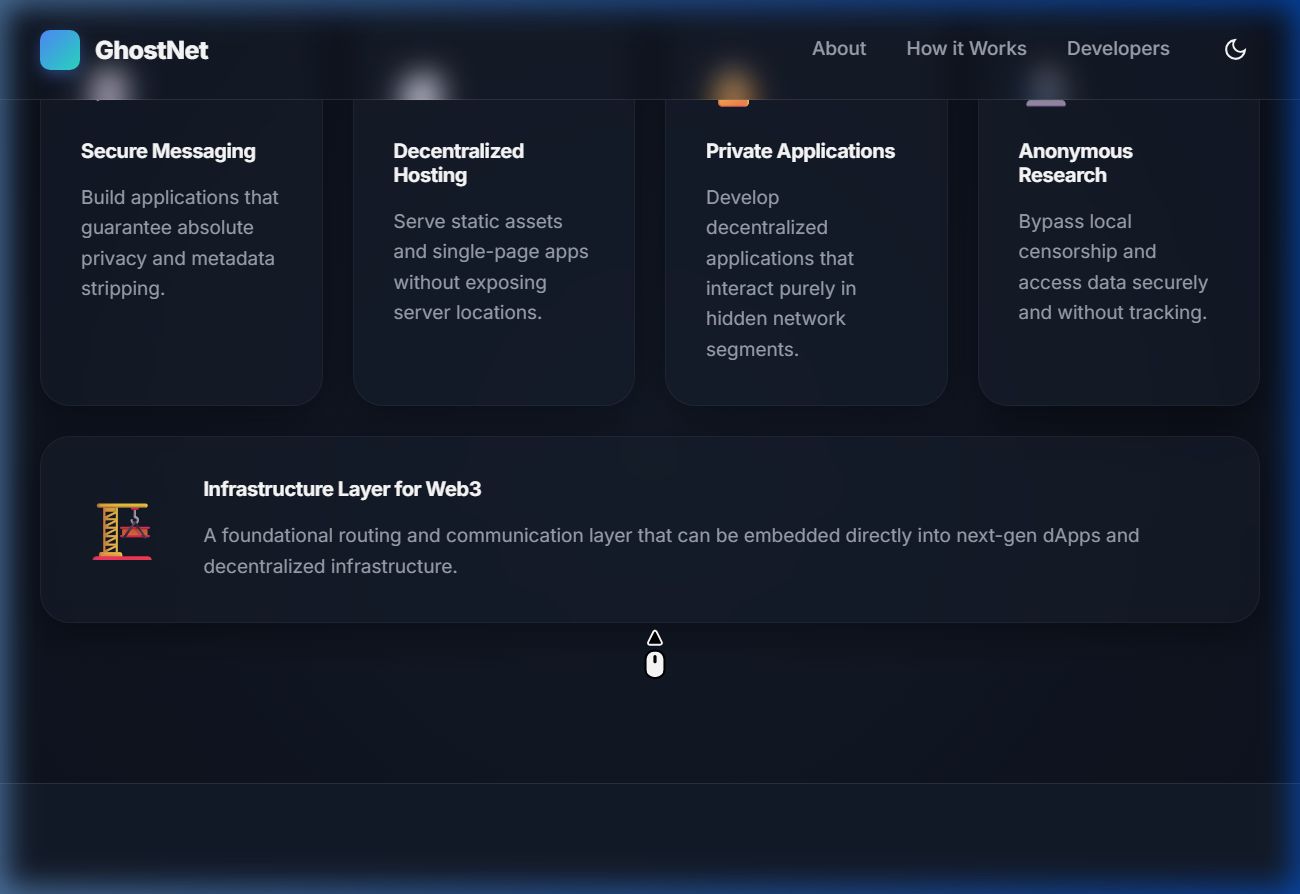 GhostNet
About
How it Works
Developers
Secure Messaging
Build applications that
guarantee absolute
privacy and metadata
stripping.
Decentralized
Hosting
Serve static assets
and single-page apps
without exposing
server locations.
Private Applications
Develop
decentralized
applications that
interact purely in
hidden network
segments.
Anonymous
Research
Bypass local
censorship and
access data securely
and without tracking.
Infrastructure Layer for Web3
A foundational routing and communication layer that can be embedded directly into next-gen dApps and
decentralized infrastructure.